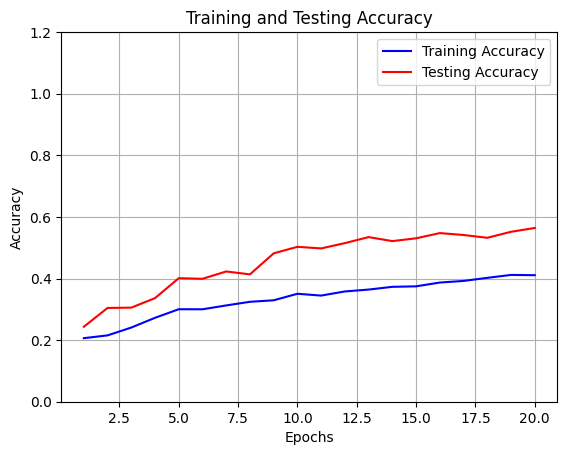 Training and Testing Accuracy
1.2
1.0
0.8
0.6
0.4
0.2
0.0
Accuracy
Training Accuracy
Testing Accuracy
2.5 5.0 7.5 10.0 12.5 15.0 17.5 20.0
Epochs